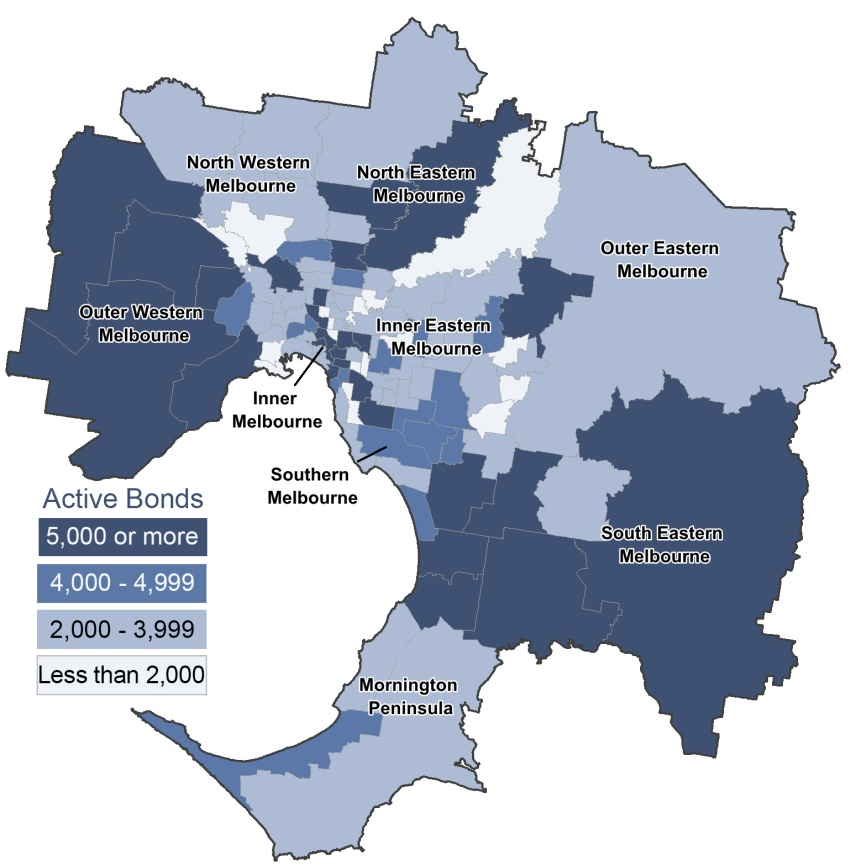 North Western
Melbourne
North Eastern
Melbourne
Outer Eastern
Melbourne
Outer Western
Melbourne
Inner Eastern
Melbourne
Inner
Melbourne
Southern
Melbourne
South Eastern
Melbourne
Mornington
Peninsula
Active Bonds
5,000 or more
4,000 - 4,999
2,000 - 3,999
Less than 2,000